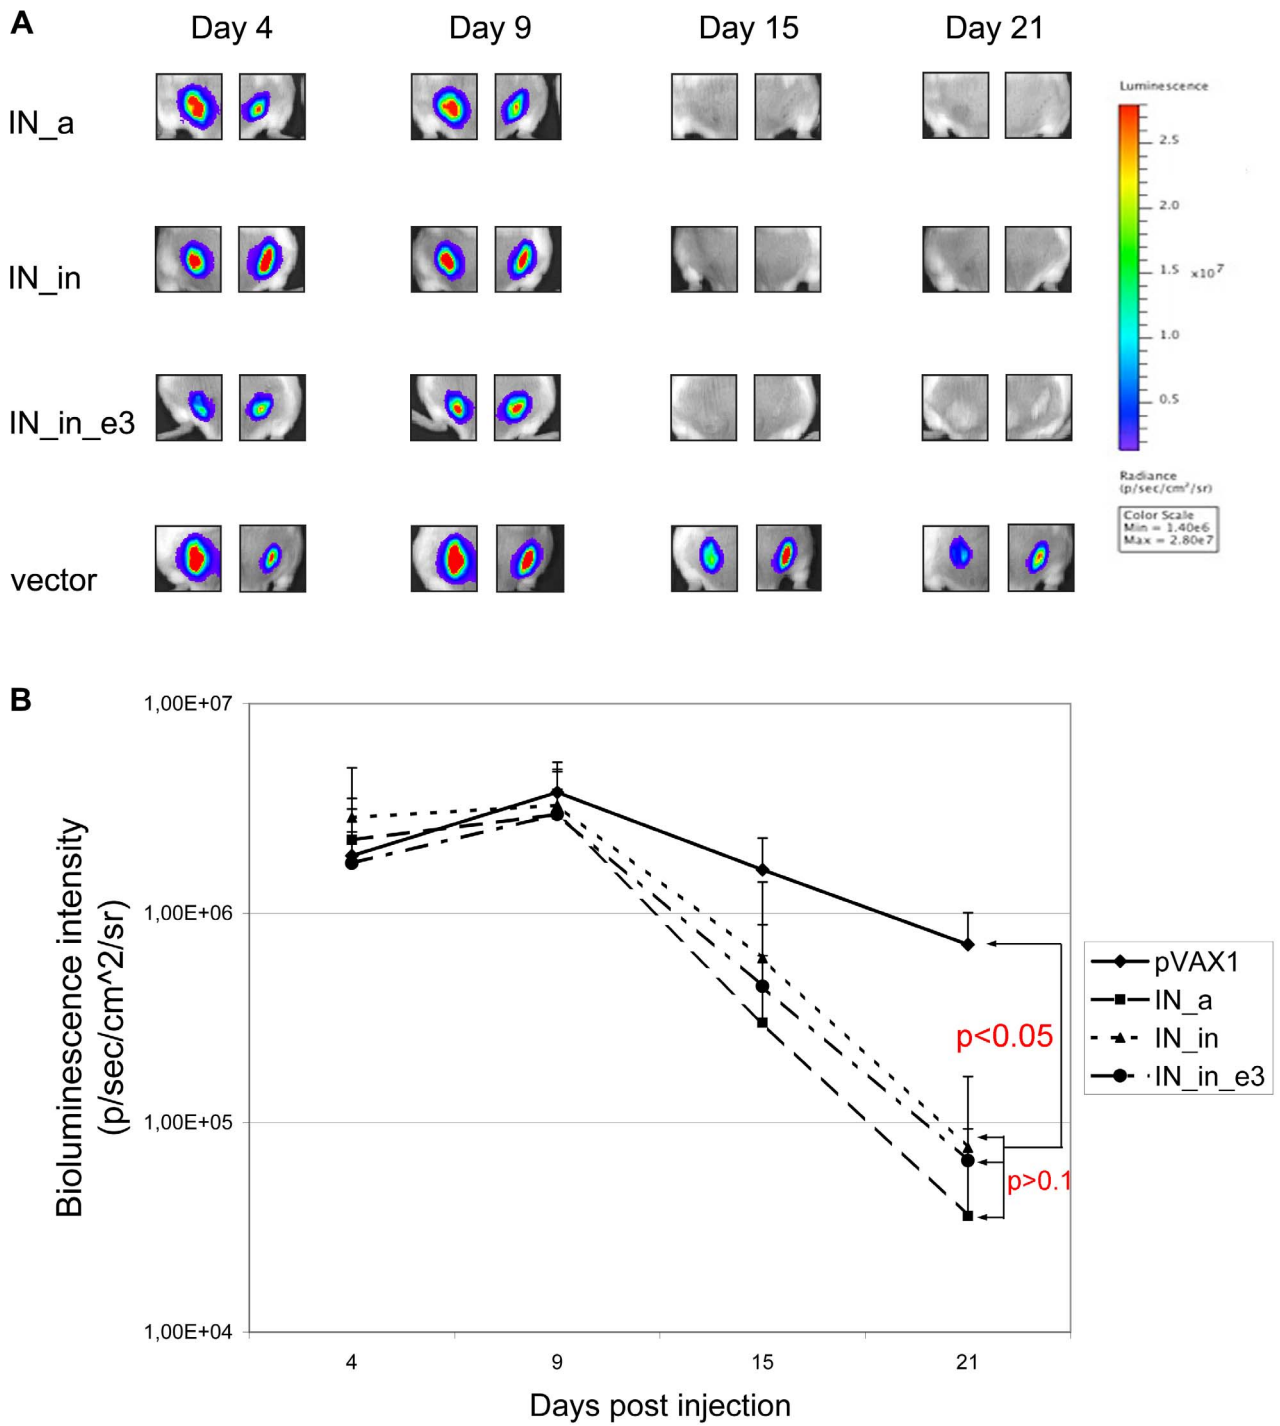 A
Day 4 Day 9 Day 15 Day 21
IN_a
IN_in
IN_in_e3
vector
Luminescence
2.5
2.0
1.5
x10⁷
1.0
0.5
Radiance
(p/sec/cm²/sr)
Color Scale
Min = 1.40e6
Max = 2.80e7
B
1,00E+07
1,00E+06
1,00E+05
1,00E+04
Bioluminescence intensity
(p/sec/cm^2/sr)
4 9 15 21
Days post injection
p<0.05
p>0.1
pVAX1
IN_a
IN_in
IN_in_e3